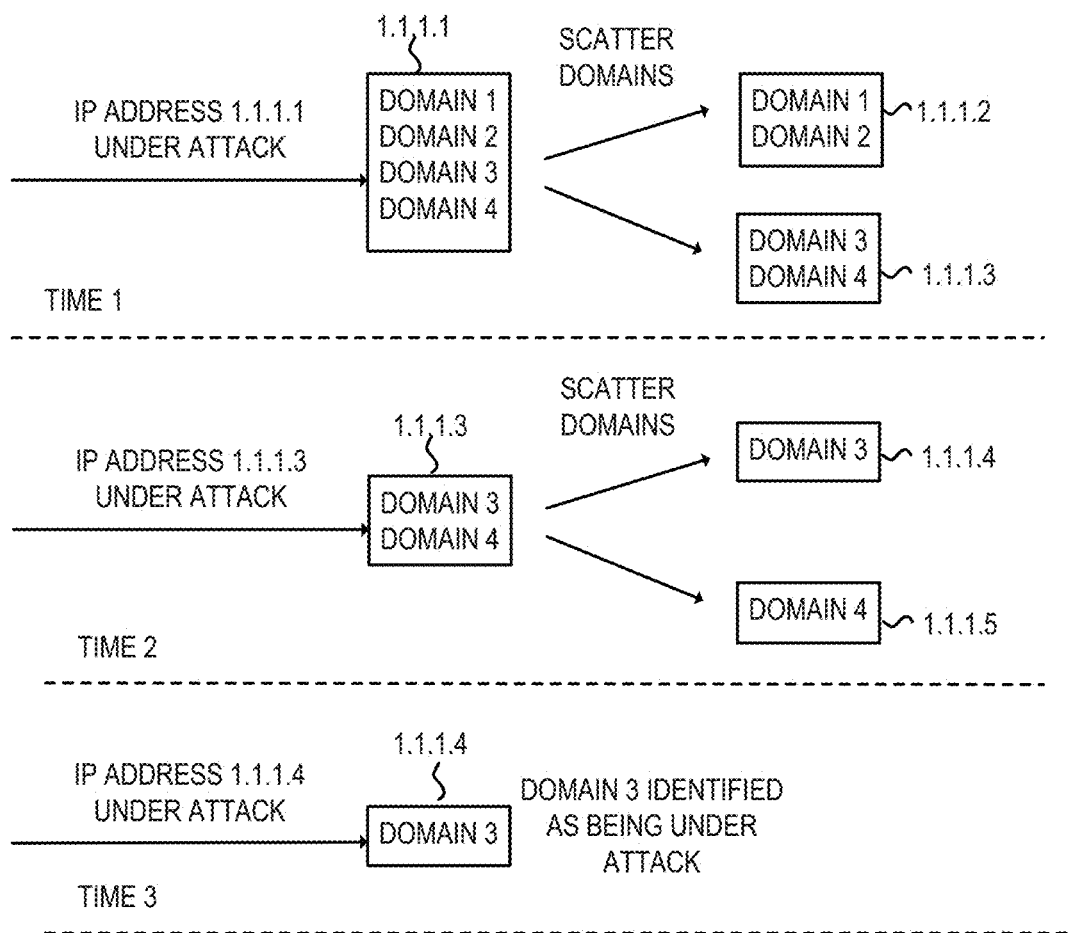 1.1.1.1
SCATTER
DOMAINS
IP ADDRESS 1.1.1.1
UNDER ATTACK
DOMAIN 1
DOMAIN 2
DOMAIN 3
DOMAIN 4
DOMAIN 1
DOMAIN 2
1.1.1.2
DOMAIN 3
DOMAIN 4
1.1.1.3
TIME 1
SCATTER
DOMAINS
1.1.1.3
IP ADDRESS 1.1.1.3
UNDER ATTACK
DOMAIN 3
DOMAIN 4
DOMAIN 3
1.1.1.4
DOMAIN 4
1.1.1.5
TIME 2
1.1.1.4
IP ADDRESS 1.1.1.4
UNDER ATTACK
DOMAIN 3
DOMAIN 3 IDENTIFIED
AS BEING UNDER
ATTACK
TIME 3